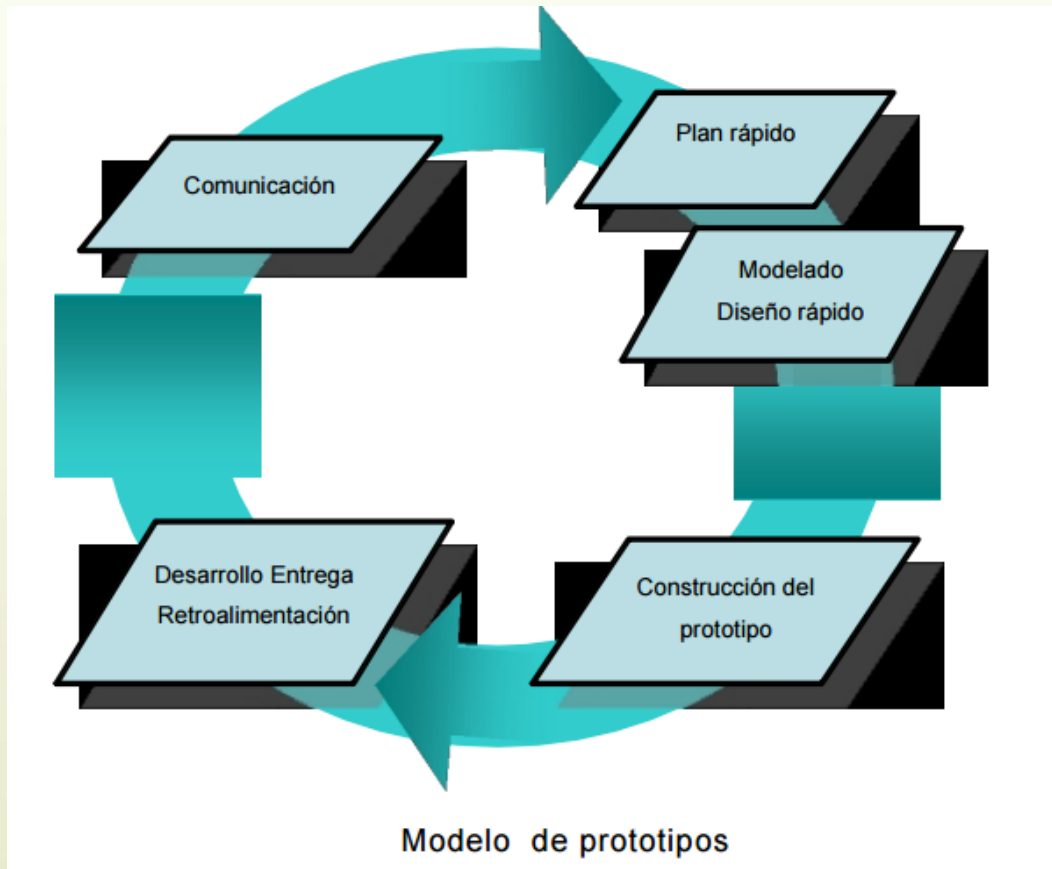 Plan rápido
Comunicación
Modelado
Diseño rápido
Desarrollo Entrega
Retroalimentación
Construcción del
prototipo
Modelo de prototipos